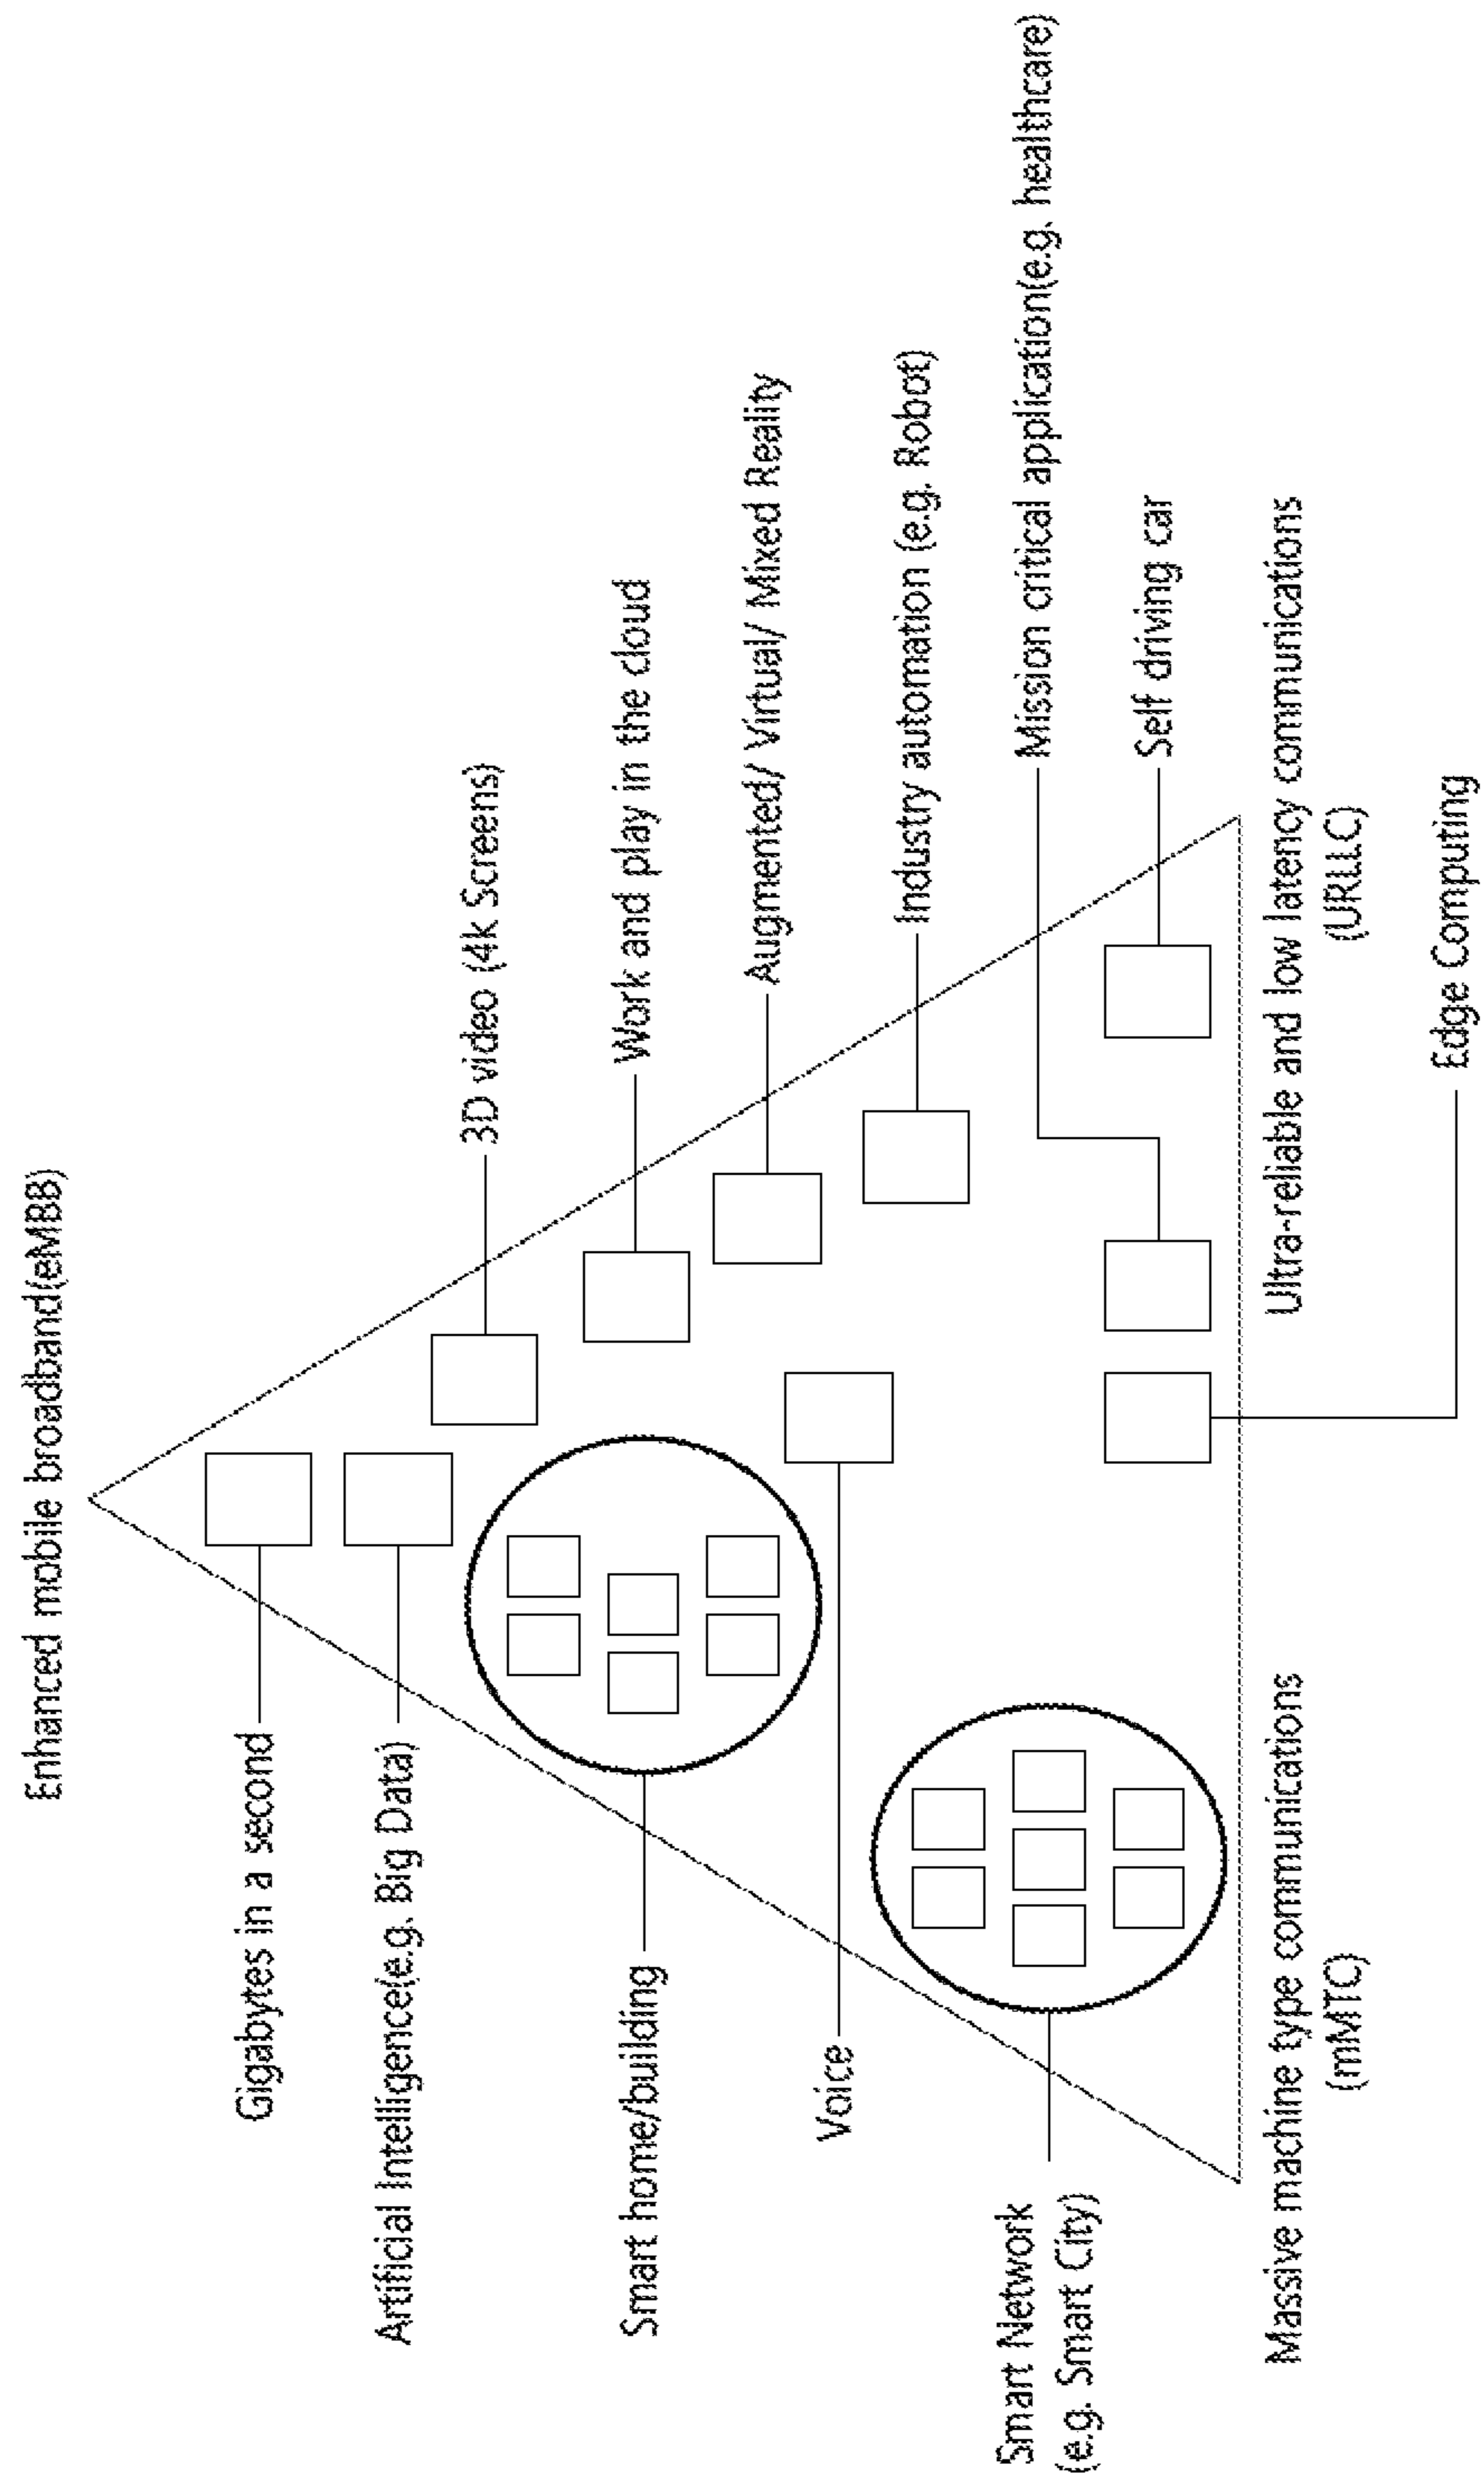 Enhanced mobile broadband(eMBB)
Gigabytes in a second
Artificial Intelligence(e.g. Big Data)
3D video (4k Screens)
Smart home/building
Work and play in the cloud
Augmented/ Virtual/ Mixed Reality
Voice
Industry automation (e.g. Robot)
Smart Network
(e.g. Smart City)
Mission critical application(e.g. healthcare)
Self driving car
Massive machine type communications
(mMTC)
Ultra-reliable and low latency communications
(URLLC)
Edge Computing